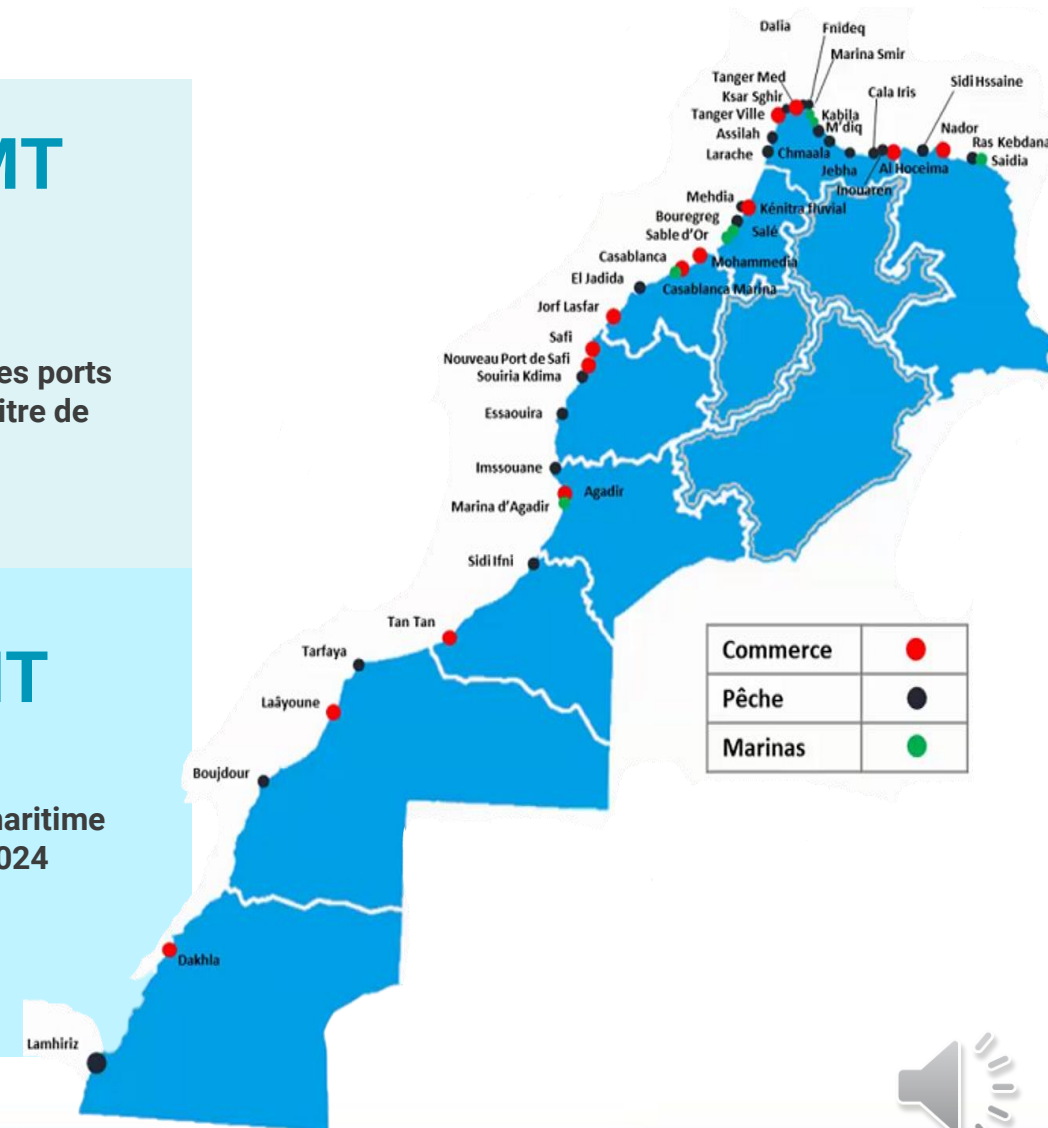 MT
es ports
itre de
MT
naritime
024
Dalia
Fnideq
Marina Smir
Tanger Med
Ksar Sghir
Tanger Ville
Assilah
Larache
Kabila
M'diq
Chmaala
Cala Iris
Sidi Hssaine
Nador
Ras Kebdana
Saidia
Jebha
Al Hoceima
Inouaren
Mehdia
Kénitra fluvial
Bouregreg
Sable d'Or
Salé
Casablanca
Mohammedia
El Jadida
Casablanca Marina
Jorf Lasfar
Safi
Nouveau Port de Safi
Souiria Kdima
Essaouira
Imssouane
Agadir
Marina d'Agadir
Sidi Ifni
Tan Tan
Tarfaya
Laâyoune
Boujdour
Dakhla
Lamhiriz
Commerce
Pêche
Marinas